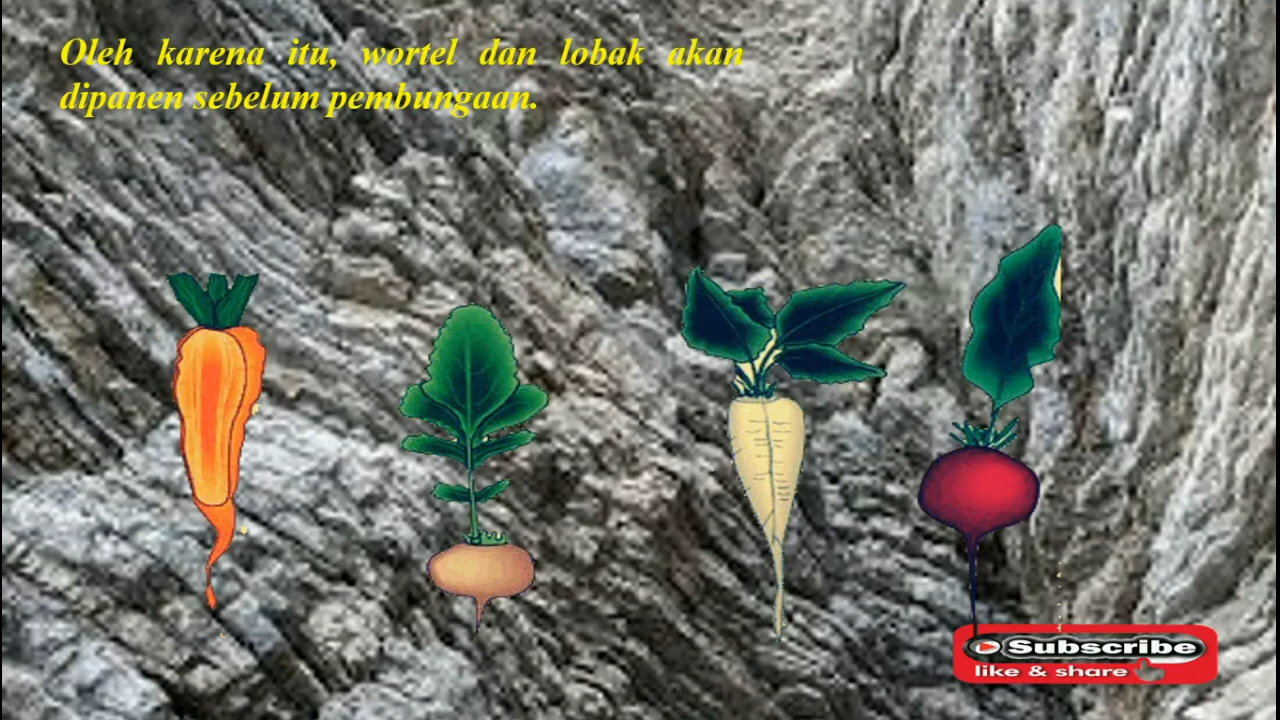 Oleh karena itu, wortel dan lobak akan
dipanen sebelum pembungaan.
Subscribe
like & share